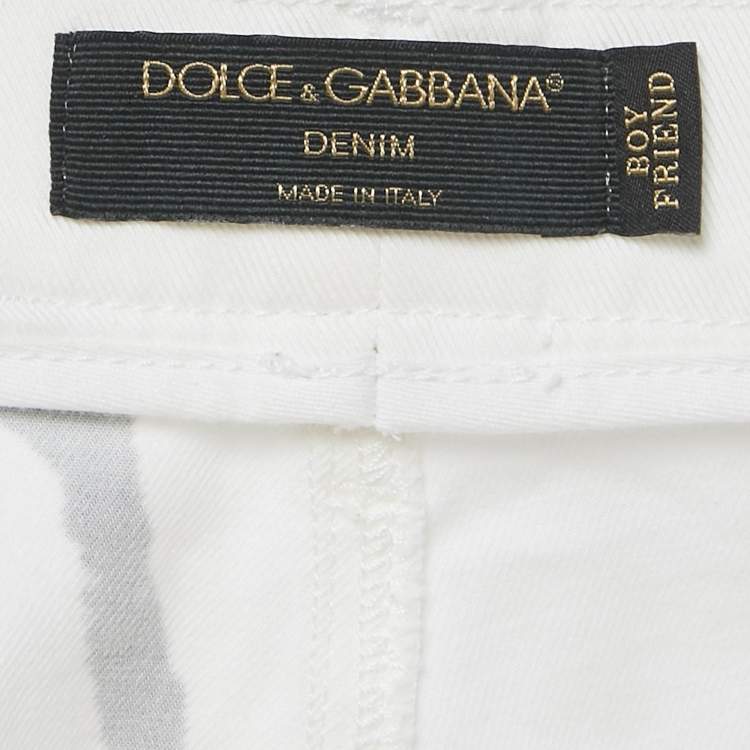 DOLCE & GABBANA®
DENIM
MADE IN ITALY
BOY
FRIEND